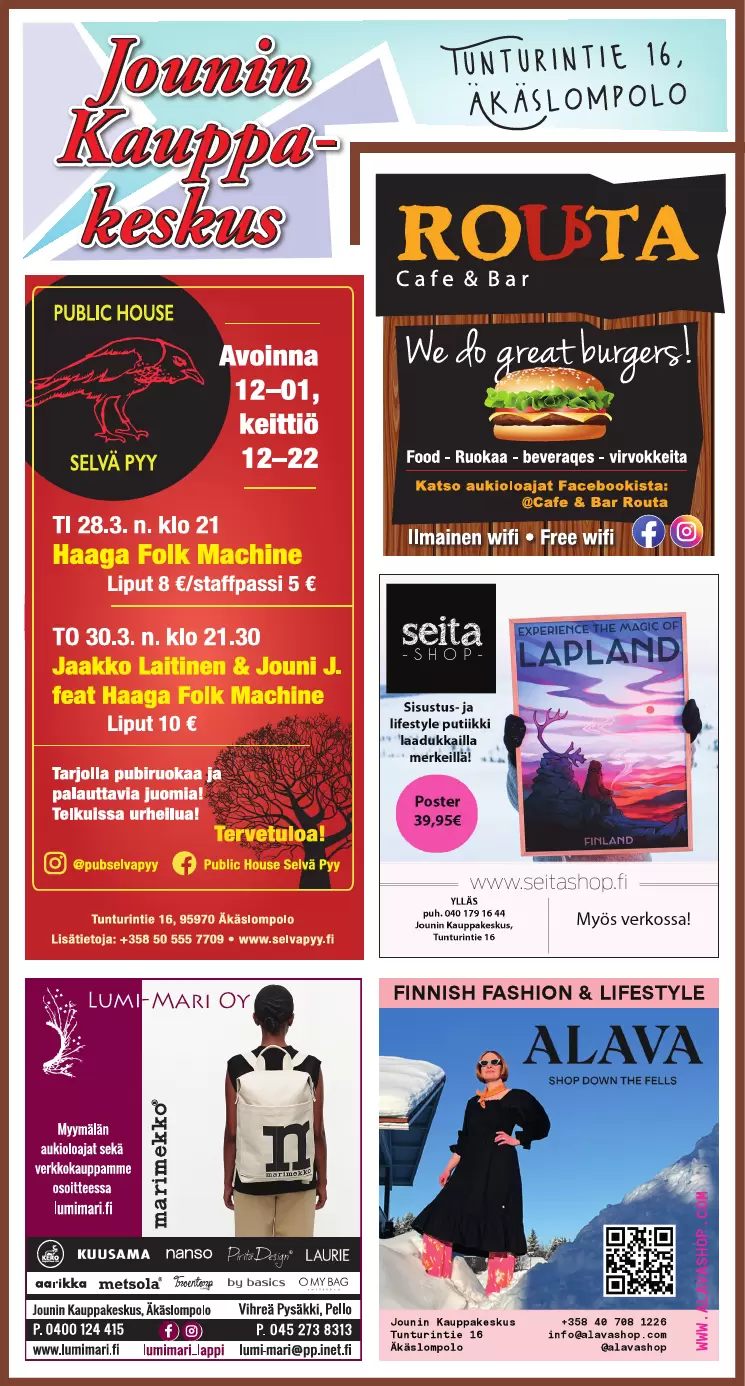 Jounin
Kauppa-
keskus
TUNTURINTIE 16,
ÄKÄSLOMPOLO
ROUTA
Cafe & Bar
We do great burgers!
Food - Ruokaa - beveraqes - virvokkeita
Katso aukioloajat Facebookista:
@Cafe & Bar Routa
Ilmainen wifi • Free wifi
PUBLIC HOUSE
SELVÄ PYY
Avoinna
12–01,
keittiö
12–22
TI 28.3. n. klo 21
Haaga Folk Machine
Liput 8 €/staffpassi 5 €
TO 30.3. n. klo 21.30
Jaakko Laitinen & Jouni J.
feat Haaga Folk Machine
Liput 10 €
Tarjolla pubiruokaa ja
palauttavia juomia!
Telkuissa urheilua!
Tervetuloa!
@pubselvapyy
Public House Selvä Pyy
Tunturintie 16, 95970 Äkäslompolo
Lisätietoja: +358 50 555 7709 • www.selvapyy.fi
seita
-SHOP-
Sisustus- ja
lifestyle putiikki
laadukkailla
merkeillä!
Poster
39,95€
EXPERIENCE THE MAGIC OF
LAPLAND
FINLAND
www.seitashop.fi
YLLÄS
puh. 040 179 16 44
Jounin Kauppakeskus,
Tunturintie 16
Myös verkossa!
LUMI-MARI OY
Myymälän
aukioloajat sekä
verkkokauppamme
osoitteessa
lumimari.fi
marimekko®
n
marimekko
KERO
KUUSAMA
nanso
Pirita Design®
LAURIE
aarikka
metsola®
by basics
O MY BAG
Jounin Kauppakeskus, Äkäslompolo
P. 0400 124 415
www.lumimari.fi
lumimari_lappi
Vihreä Pysäkki, Pello
P. 045 273 8313
lumi-mari@pp.inet.fi
FINNISH FASHION & LIFESTYLE
ALAVA
SHOP DOWN THE FELLS
WWW.ALAVASHOP.COM
Jounin Kauppakeskus
Tunturintie 16
Äkäslompolo
+358 40 708 1226
info@alavashop.com
@alavashop